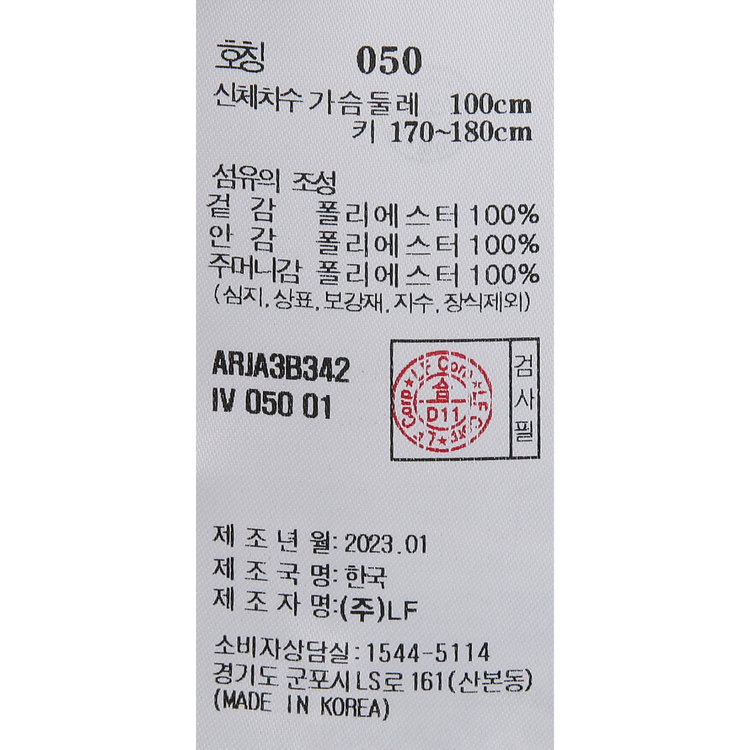 호칭 050
신체치수 가슴둘레 100cm
키 170~180cm
섬유의 조성
겉 감 폴리에스터 100%
안 감 폴리에스터 100%
주머니감 폴리에스터 100%
(심지, 상표, 보강재, 자수, 장식제외)
ARJA3B342
IV 050 01
LF Corp
D11
검사필
제 조 년 월: 2023.01
제 조 국 명: 한국
제 조 자 명:(주)LF
소비자상담실: 1544-5114
경기도 군포시 LS로 161(산본동)
(MADE IN KOREA)